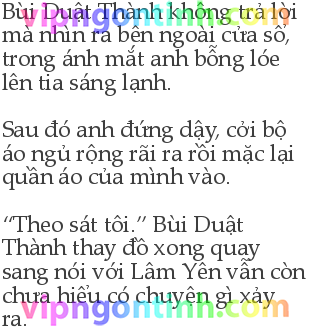 Bùi Duật Thành không trả lời
mà nhìn ra bên ngoài cửa sổ,
trong ánh mắt anh bỗng lóe
lên tia sáng lạnh.
Sau đó anh đứng dậy, cởi bộ
áo ngủ rộng rãi ra rồi mặc lại
quần áo của mình vào.
“Theo sát tôi.” Bùi Duật
Thành thay đồ xong quay
sang nói với Lâm Yên vẫn còn
chưa hiểu có chuyện gì xảy
ra.
vipngontinh.com
vipngontinh.com